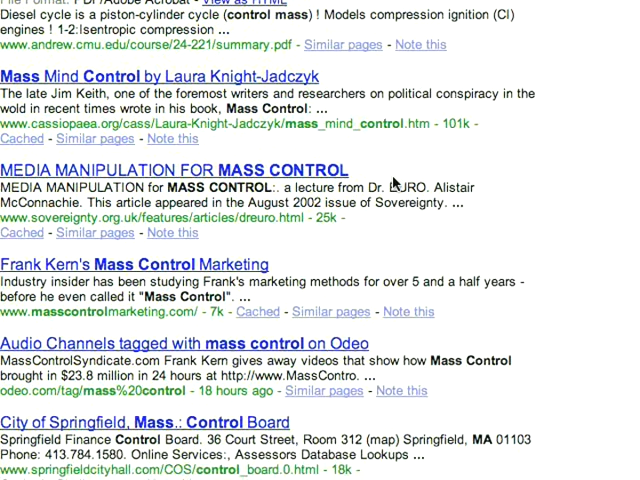 File Format: PDF/Adobe Acrobat - View as HTML
Diesel cycle is a piston-cylinder cycle (control mass) ! Models compression ignition (CI)
engines ! 1-2:Isentropic compression ...
www.andrew.cmu.edu/course/24-221/summary.pdf - Similar pages - Note this
Mass Mind Control by Laura Knight-Jadczyk
The late Jim Keith, one of the foremost writers and researchers on political conspiracy in the
wold in recent times wrote in his book, Mass Control: ...
www.cassiopaea.org/cass/Laura-Knight-Jadczyk/mass_mind_control.htm - 101k -
Cached - Similar pages - Note this
MEDIA MANIPULATION FOR MASS CONTROL
MEDIA MANIPULATION for MASS CONTROL:. a lecture from Dr. EURO. Alistair
McConnachie. This article appeared in the August 2002 issue of Sovereignty. ...
www.sovereignty.org.uk/features/articles/dreuro.html - 25k -
Cached - Similar pages - Note this
Frank Kern's Mass Control Marketing
Industry insider has been studying Frank's marketing methods for over 5 and a half years -
before he even called it "Mass Control". ...
www.masscontrolmarketing.com/ - 7k - Cached - Similar pages - Note this
Audio Channels tagged with mass control on Odeo
MassControlSyndicate.com Frank Kern gives away videos that show how Mass Control
brought in $23.8 million in 24 hours at http://www.MassContro. ...
odeo.com/tag/mass%20control - 18 hours ago - Similar pages - Note this
City of Springfield, Mass.: Control Board
Springfield Finance Control Board. 36 Court Street, Room 312 (map) Springfield, MA 01103
Phone: 413.784.1580. Online Services:, Assessors Database Lookups ...
www.springfieldcityhall.com/COS/control_board.0.html - 18k -